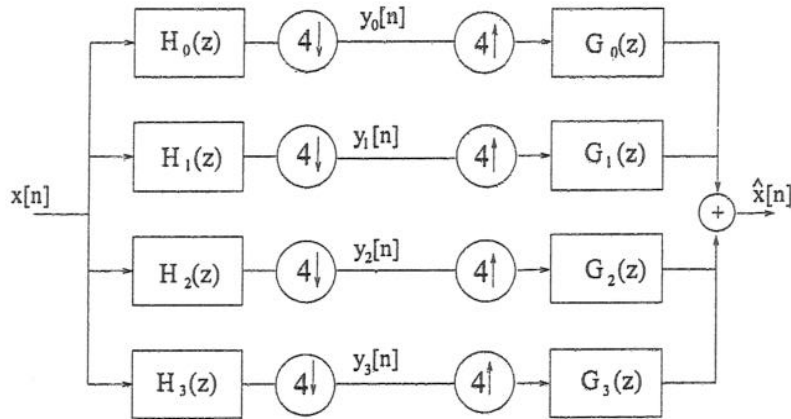 H₀(z) 4↓ y₀[n] 4↑ G₀(z)
H₁(z) 4↓ y₁[n] 4↑ G₁(z)
x[n] + x̂[n]
H₂(z) 4↓ y₂[n] 4↑ G₂(z)
H₃(z) 4↓ y₃[n] 4↑ G₃(z)